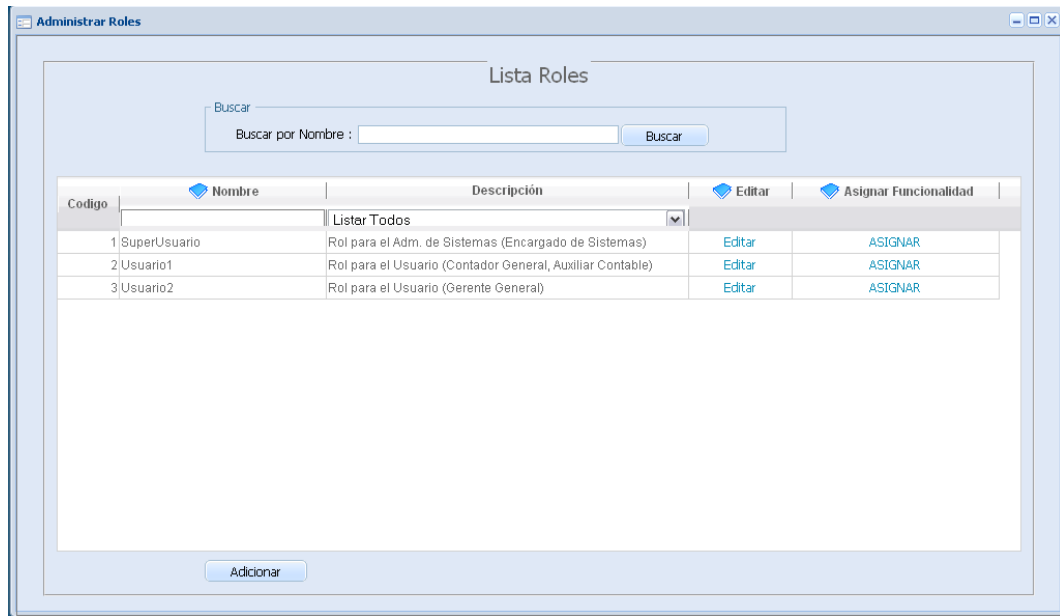 Administrar Roles
Lista Roles
Buscar
Buscar por Nombre : Buscar
Codigo Nombre Descripción Editar Asignar Funcionalidad
Listar Todos
1 SuperUsuario Rol para el Adm. de Sistemas (Encargado de Sistemas) Editar ASIGNAR
2 Usuario1 Rol para el Usuario (Contador General, Auxiliar Contable) Editar ASIGNAR
3 Usuario2 Rol para el Usuario (Gerente General) Editar ASIGNAR
Adicionar